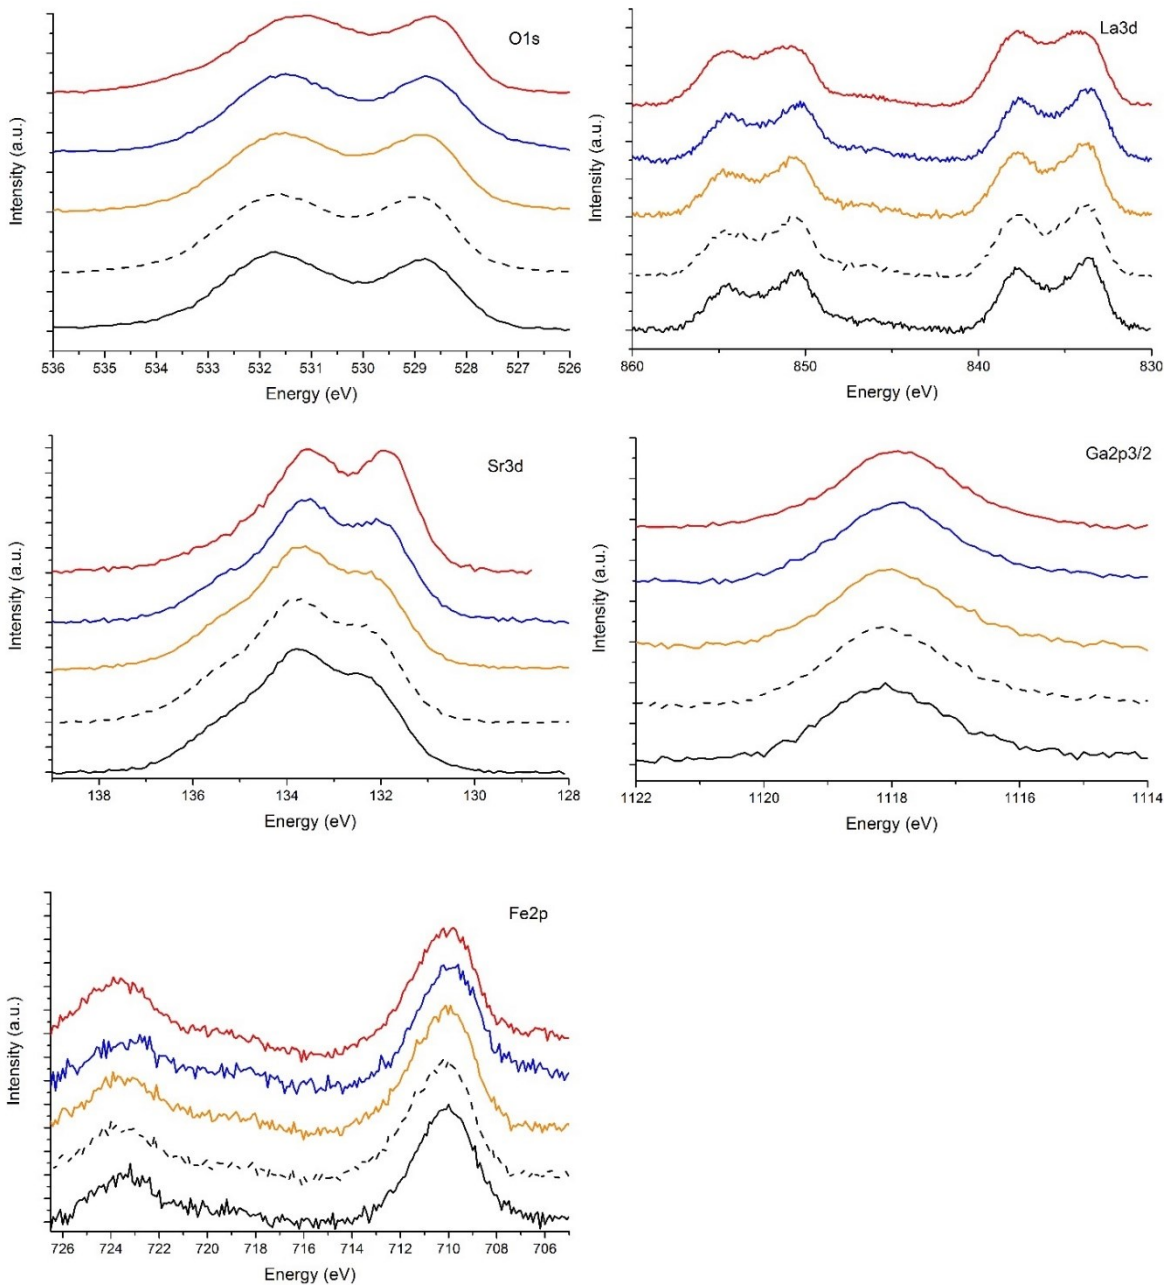 O1s
Intensity (a.u.)
536 535 534 533 532 531 530 529 528 527 526
Energy (eV)
La3d
Intensity (a.u.)
860 850 840 830
Energy (eV)
Sr3d
Intensity (a.u.)
138 136 134 132 130 128
Energy (eV)
Ga2p3/2
Intensity (a.u.)
1122 1120 1118 1116 1114
Energy (eV)
Fe2p
Intensity (a.u.)
726 724 722 720 718 716 714 712 710 708 706
Energy (eV)